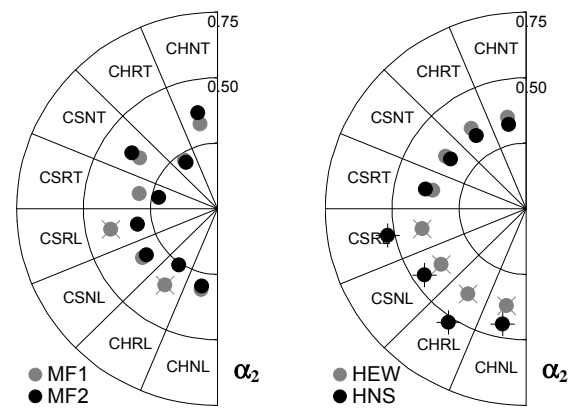 0.75
0.50
CHNT
CHRT
CSNT
CSRT
CSRL
CSNL
CHRL
CHNL
MF1
MF2
α2
0.75
0.50
CHNT
CHRT
CSNT
CSRT
CSRL
CSNL
CHRL
CHNL
HEW
HNS
α2